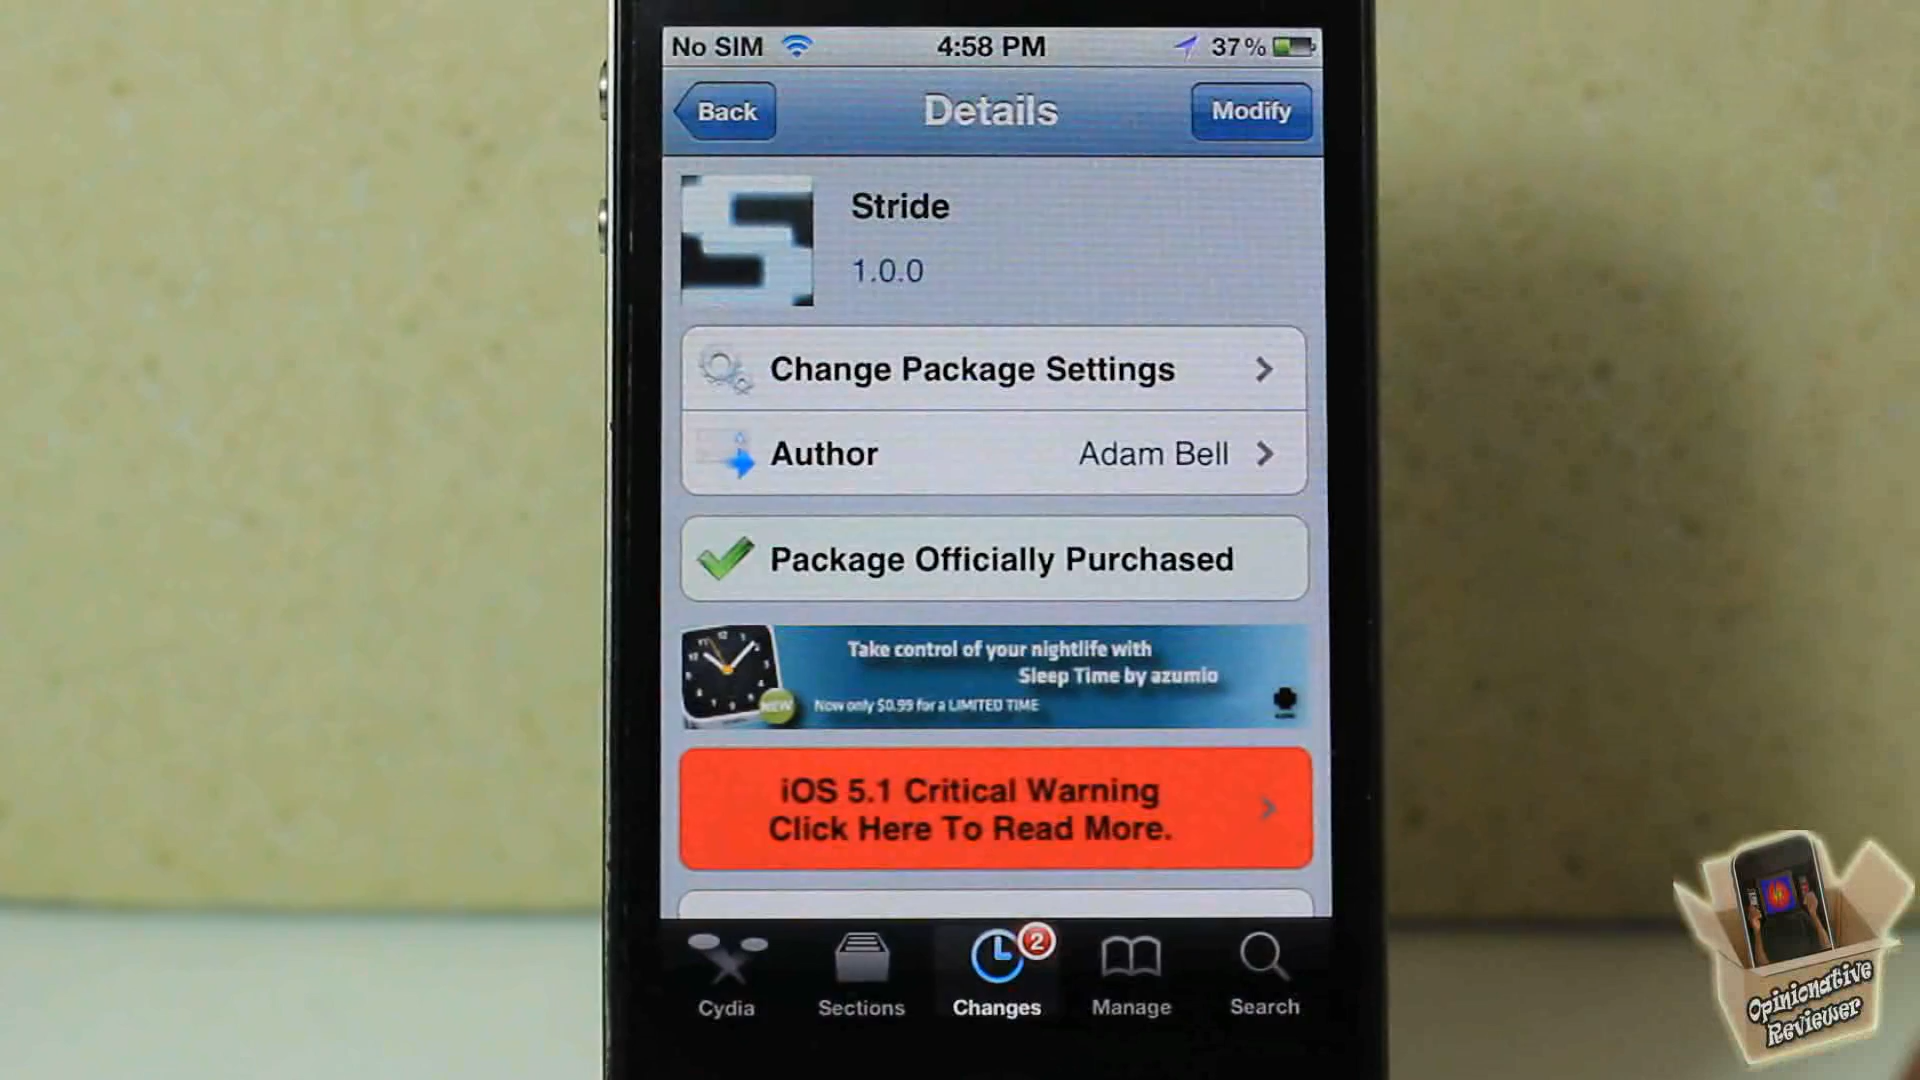 No SIM 4:58 PM 37%
Back Details Modify
Stride
1.0.0
Change Package Settings
Author Adam Bell
Package Officially Purchased
Take control of your nightlife with
Sleep Time by azumio
NEW
Now only $0.99 for a LIMITED TIME
iOS 5.1 Critical Warning
Click Here To Read More.
2
Cydia Sections Changes Manage Search
Opinionative
Reviewer